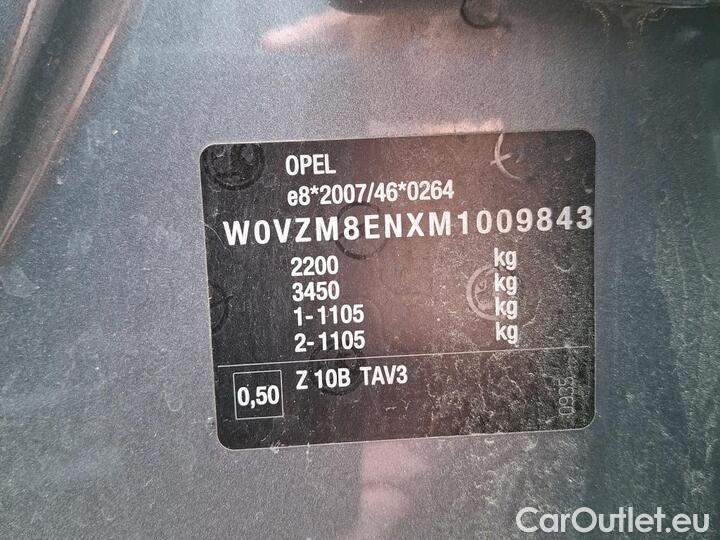 OPEL
e8*2007/46*0264
W0VZM8ENXM1009843
2200 kg
3450 kg
1-1105 kg
2-1105 kg
0,50 Z 10B TAV3
CarOutlet.eu